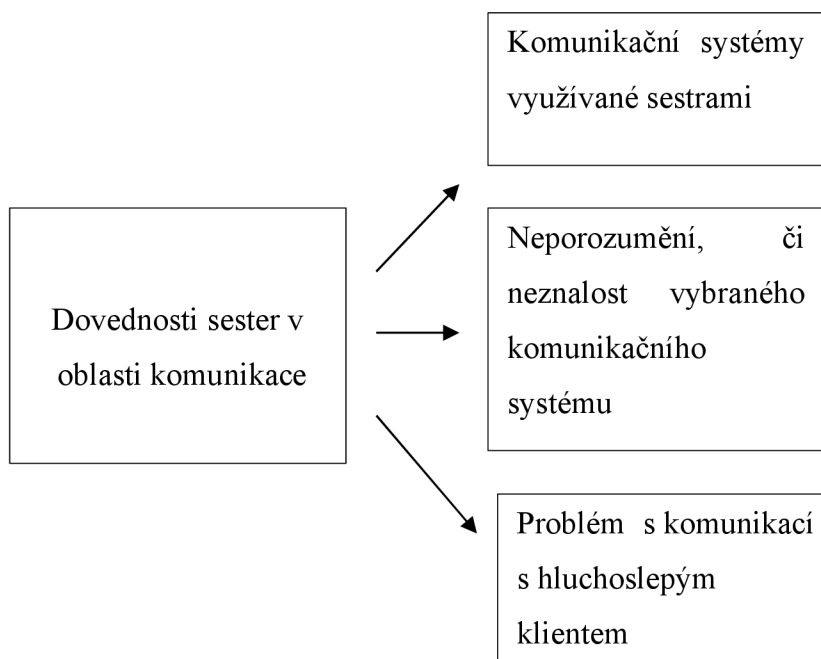 Komunikační systémy
využívané sestrami
Dovednosti sester v
oblasti komunikace
Neporozumění, či
neznalost vybraného
komunikačního
systému
Problém s komunikací
s hluchoslepým
klientem